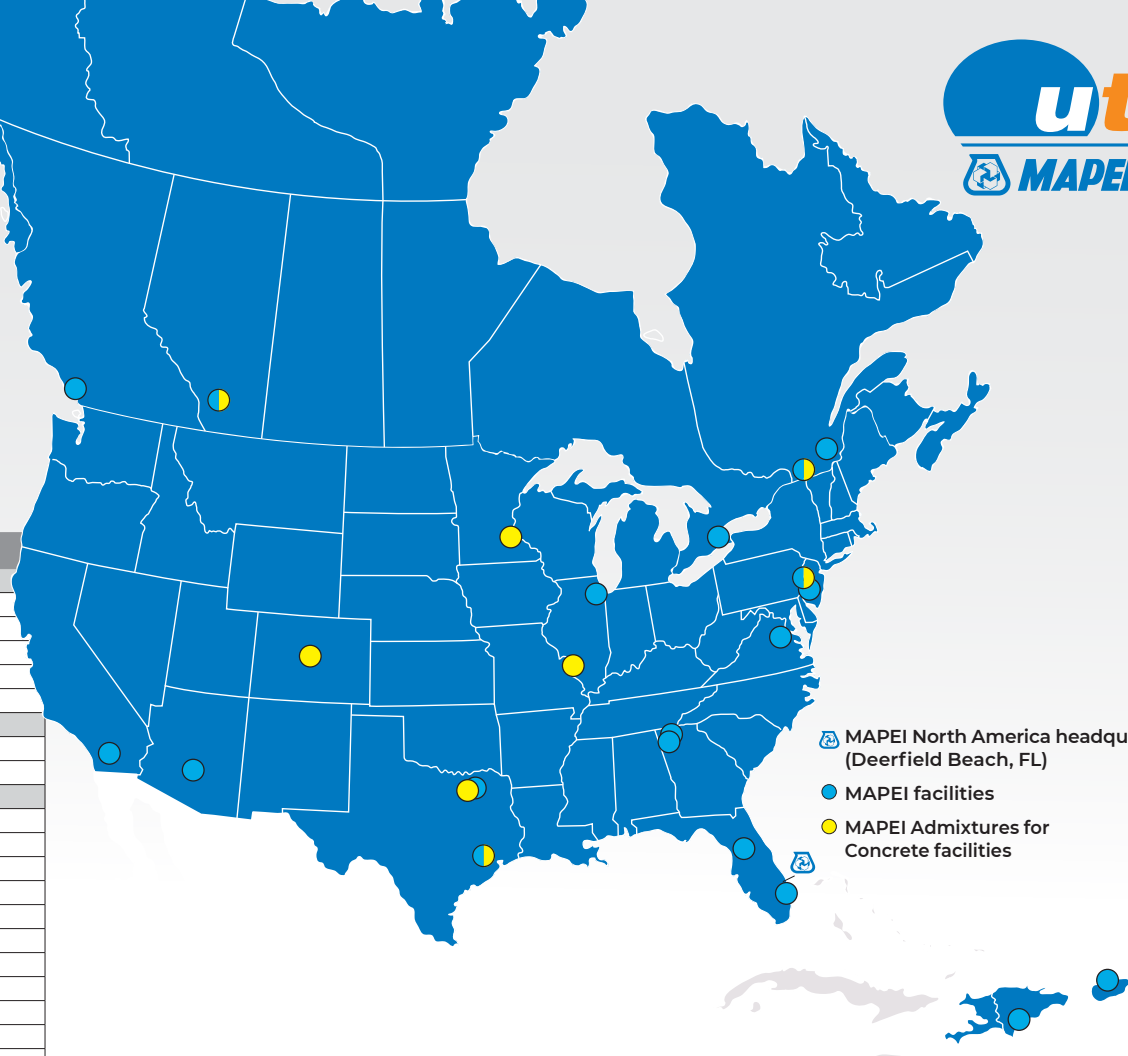 ut
MAPEI
MAPEI North America headqu
(Deerfield Beach, FL)
MAPEI facilities
MAPEI Admixtures for
Concrete facilities